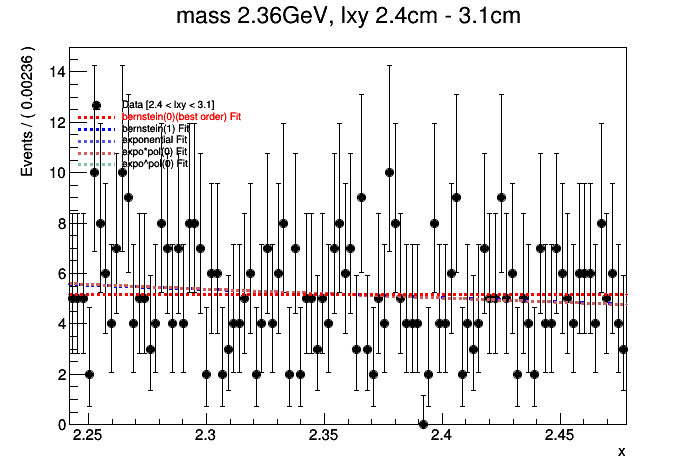 mass 2.36GeV, lxy 2.4cm - 3.1cm
Events / ( 0.00236 )
14
12
10
8
6
4
2
0
Data [2.4 < lxy < 3.1]
bernstein(0)(best order) Fit
bernstein(1) Fit
exponential Fit
expo*pol(0) Fit
expo^pol(0) Fit
2.25
2.3
2.35
2.4
2.45
x